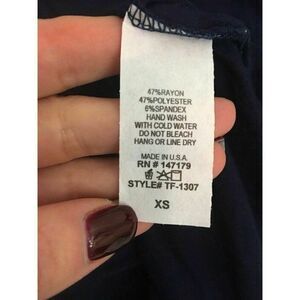 47%RAYON
47%POLYESTER
6%SPANDEX
HAND WASH
WITH COLD WATER
DO NOT BLEACH
HANG OR LINE DRY
MADE IN U.S.A.
RN # 147179
STYLE# TF-1307
XS